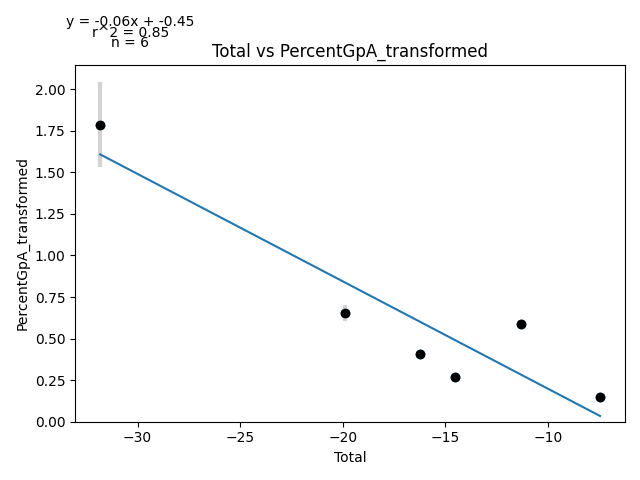 y = -0.06x + -0.45
r^2 = 0.85
n = 6
Total vs PercentGpA_transformed
2.00
1.75
1.50
1.25
1.00
0.75
0.50
0.25
0.00
PercentGpA_transformed
−30
−25
−20
−15
−10
Total